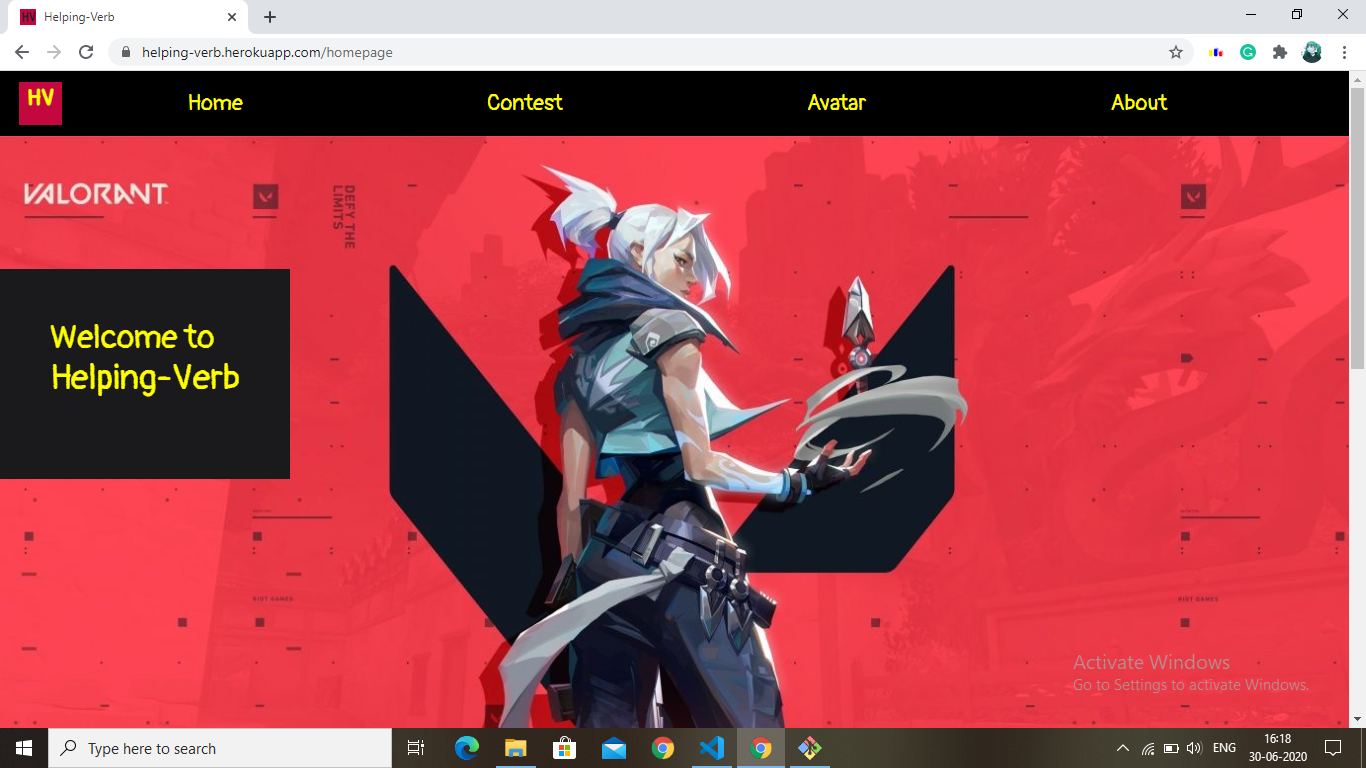 HV Helping-Verb
helping-verb.herokuapp.com/homepage
HV
Home
Contest
Avatar
About
VALORANT
DEFY THE
LIMITS
Welcome to
Helping-Verb
RIOT GAMES
RIOT GAMES
Activate Windows
Go to Settings to activate Windows.
Type here to search
ENG
16:18
30-06-2020